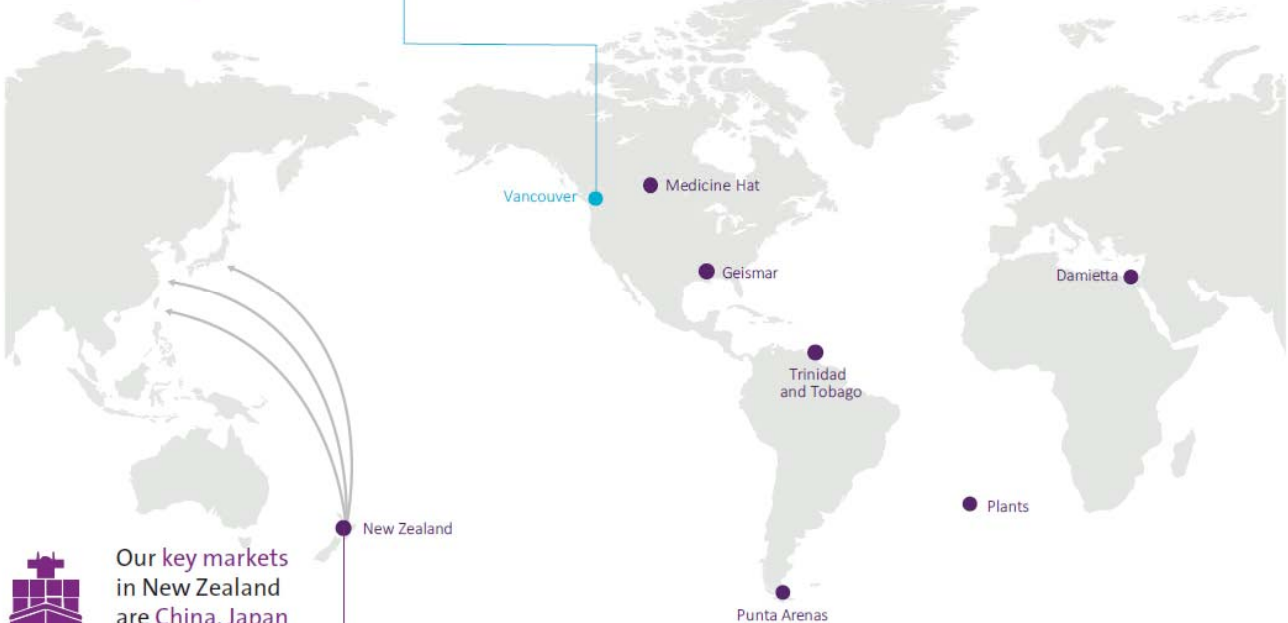 Vancouver
Medicine Hat
Geismar
Damietta
Trinidad
and Tobago
Plants
New Zealand
Our key markets
in New Zealand
are China, Japan
Punta Arenas